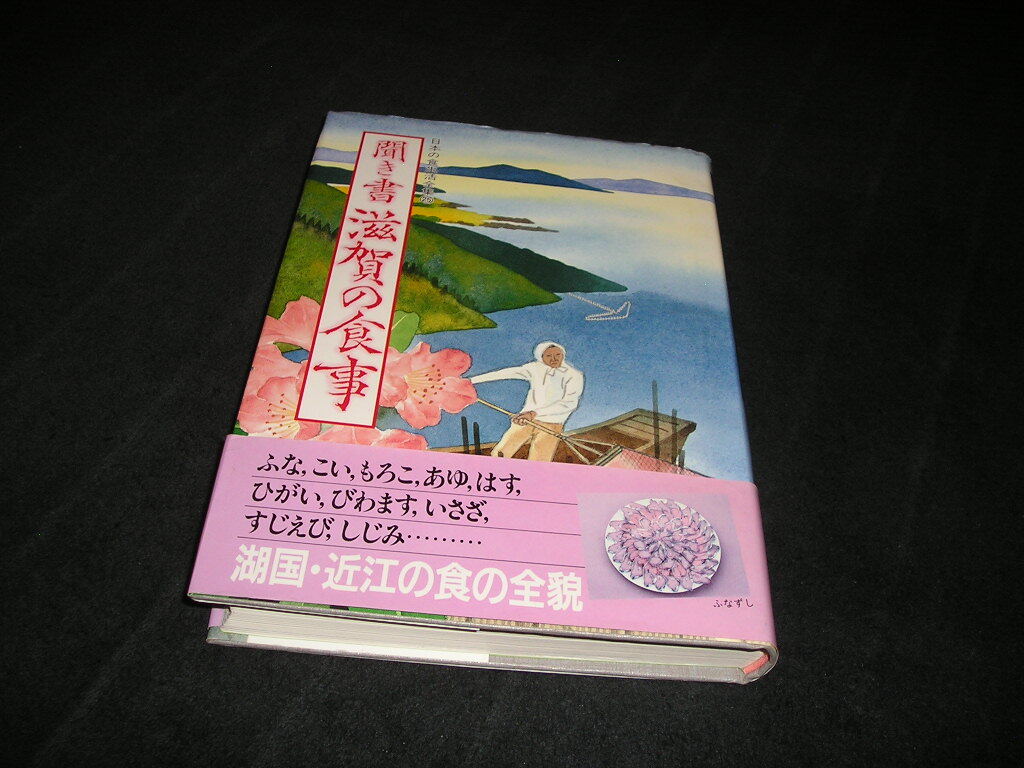 日本の食生活全集㉕
聞き書 滋賀の食事
ふな,こい,もろこ,あゆ,はす,
ひがい,びわます,いさざ,
すじえび,しじみ………
湖国・近江の食の全貌
ふなずし